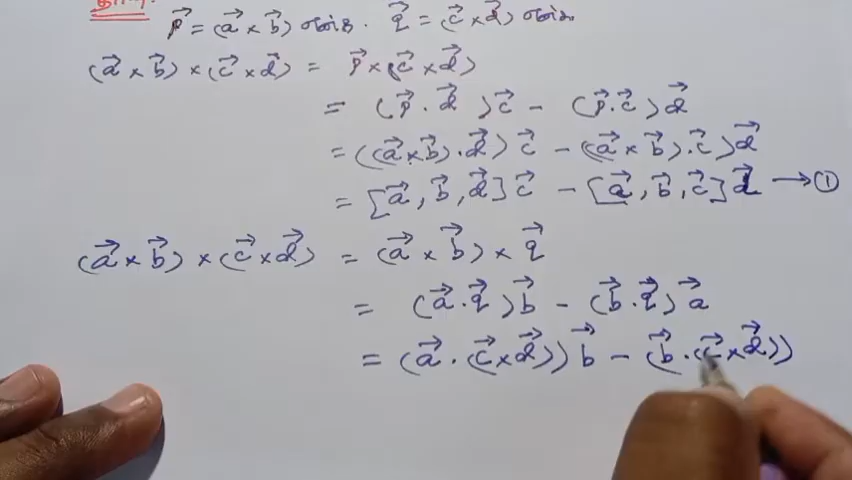 p⃗ = (a⃗ × b⃗) என்க. q⃗ = (c⃗ × d⃗) என்க
(a⃗ × b⃗) × (c⃗ × d⃗) = p⃗ × (c⃗ × d⃗)
= (p⃗ . d⃗) c⃗ − (p⃗ . c⃗) d⃗
= ((a⃗ × b⃗) . d⃗) c⃗ − (a⃗ × b⃗) . c⃗) d⃗
= [a⃗, b⃗, d⃗] c⃗ − [a⃗, b⃗, c⃗] d⃗ → ①
(a⃗ × b⃗) × (c⃗ × d⃗) = (a⃗ × b⃗) × q⃗
= (a⃗ . q⃗) b⃗ − (b⃗ . q⃗) a⃗
= (a⃗ . (c⃗ × d⃗)) b⃗ − (b⃗ . (c⃗ × d⃗))